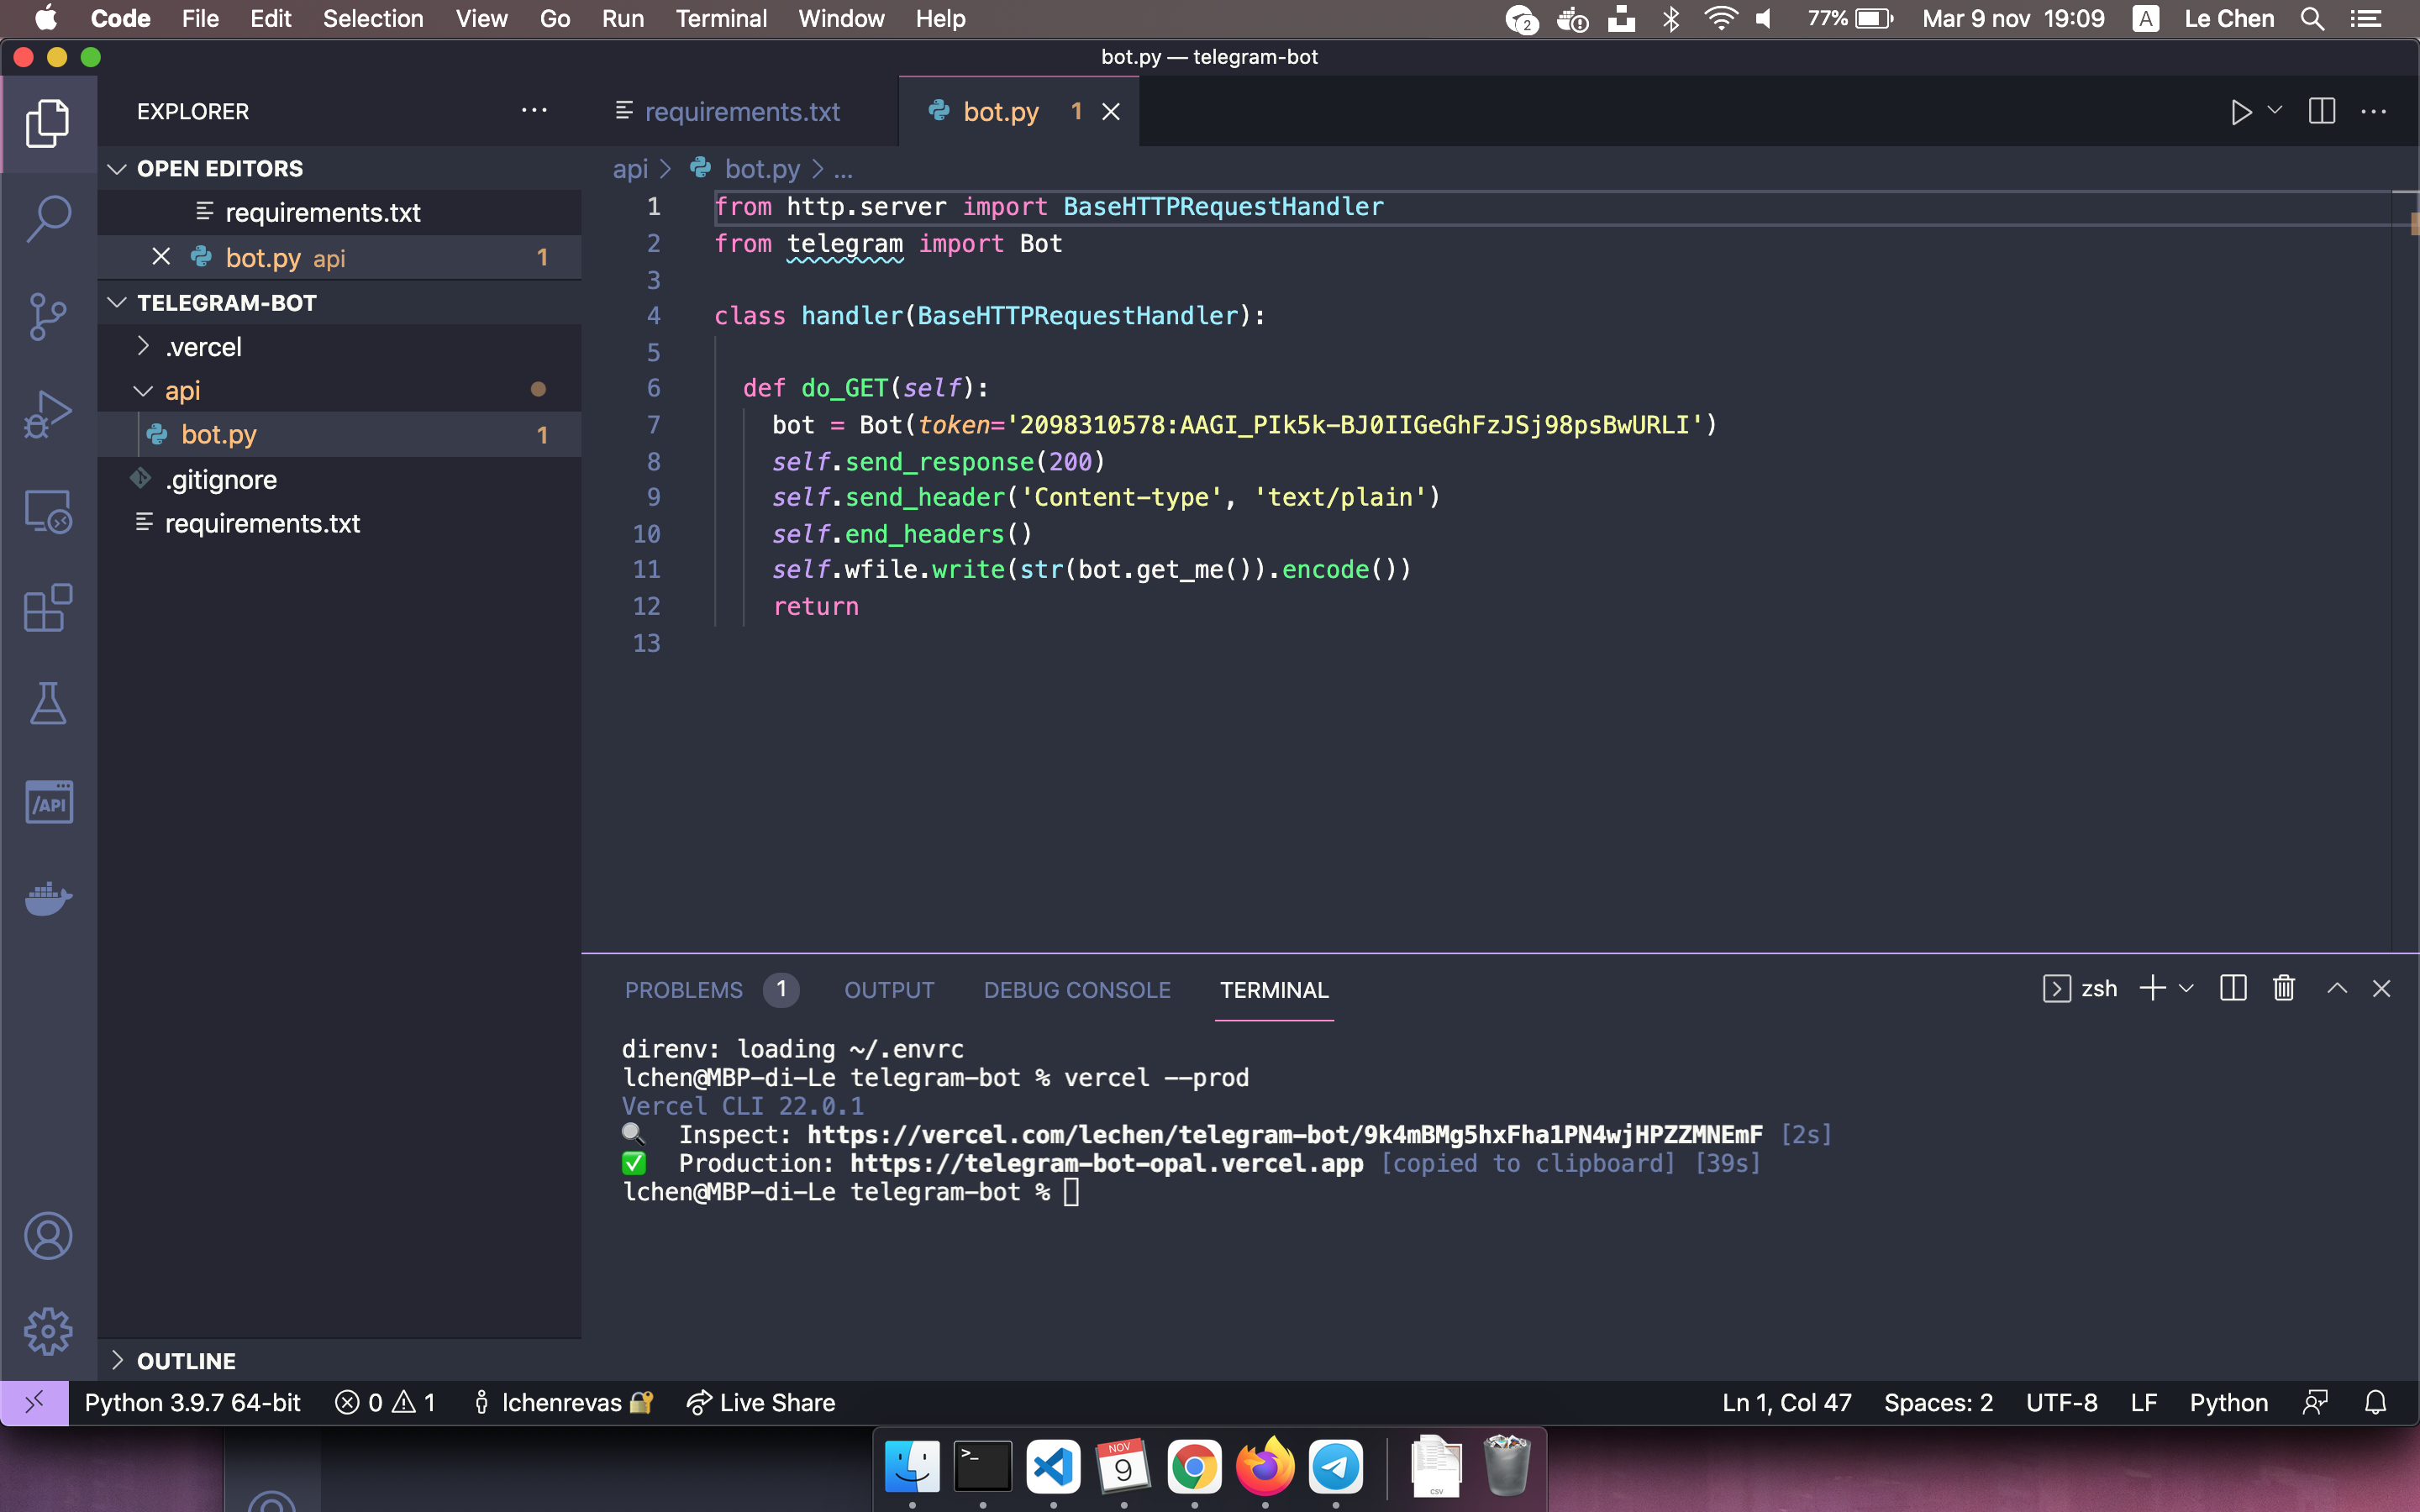 Code File Edit Selection View Go Run Terminal Window Help 2 77% Mar 9 nov 19:09 A Le Chen
bot.py — telegram-bot
EXPLORER
requirements.txt
bot.py 1
OPEN EDITORS
requirements.txt
bot.py api 1
TELEGRAM-BOT
.vercel
api
bot.py 1
.gitignore
requirements.txt
OUTLINE
/API
api > bot.py > ...
1 from http.server import BaseHTTPRequestHandler
2 from telegram import Bot
3
4 class handler(BaseHTTPRequestHandler):
5
6 def do_GET(self):
7 bot = Bot(token='2098310578:AAGI_PIk5k-BJ0IIGeGhFzJSj98psBwURLI')
8 self.send_response(200)
9 self.send_header('Content-type', 'text/plain')
10 self.end_headers()
11 self.wfile.write(str(bot.get_me()).encode())
12 return
13
PROBLEMS 1 OUTPUT DEBUG CONSOLE TERMINAL zsh
direnv: loading ~/.envrc
lchen@MBP-di-Le telegram-bot % vercel --prod
Vercel CLI 22.0.1
Inspect: https://vercel.com/lechen/telegram-bot/9k4mBMg5hxFha1PN4wjHPZZMNEmF [2s]
Production: https://telegram-bot-opal.vercel.app [copied to clipboard] [39s]
lchen@MBP-di-Le telegram-bot %
Python 3.9.7 64-bit 0 1 lchenrevas Live Share Ln 1, Col 47 Spaces: 2 UTF-8 LF Python
NOV
9
CSV